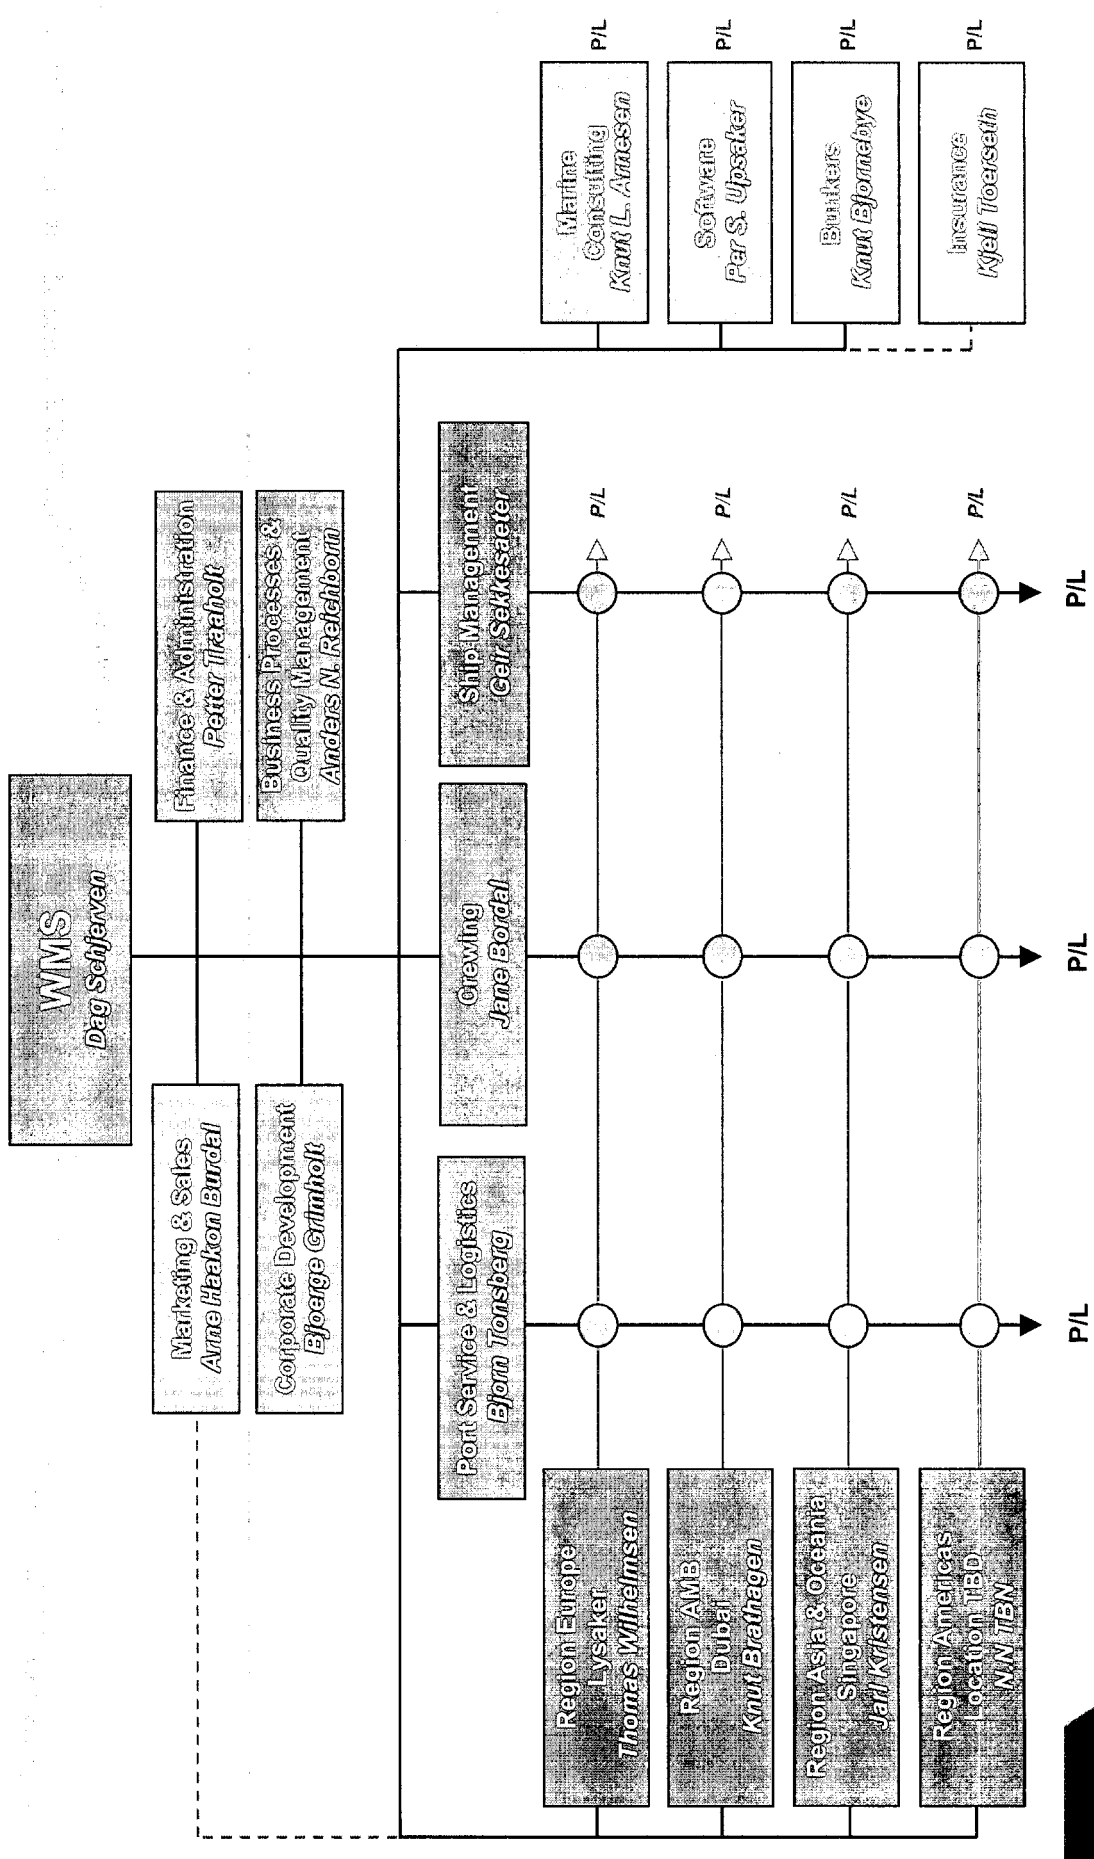 WMS
Dag Schjerven
Marketing & Sales
Arne Haakon Burdal
Finance & Administration
Petter Traaholt
Corporate Development
Bjoerge Grimholt
Business Processes &
Quality Management
Anders N. Reichborn
Port Service & Logistics
Bjorn Tonsberg
Crewing
Jane Bordal
Ship Management
Geir Sekkesaeter
Region Europe
Lysaker
Thomas Wilhelmsen
P/L
Marine
Consulting
Knut L. Arnesen
P/L
Region AMB
Dubai
Knut Brathagen
P/L
Software
Per S. Upsaker
P/L
Region Asia & Oceania
Singapore
Jarl Kristensen
P/L
Bunkers
Knut Bjornebye
P/L
Region Americas
Location TBD
N.N TBN
P/L
Insurance
Kjell Toerseth
P/L
P/L
P/L
P/L